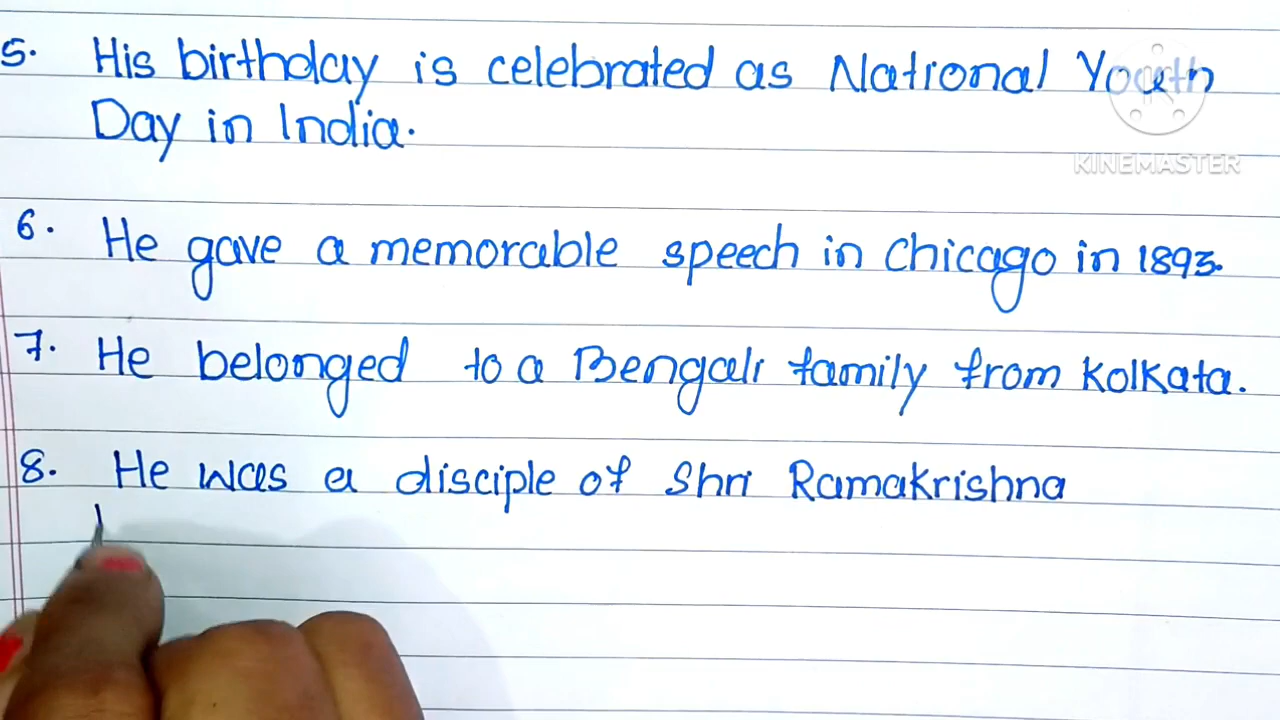 5. His birthday is celebrated as National Youth
Day in India.
KINEMASTER
6. He gave a memorable speech in Chicago in 1893.
7. He belonged to a Bengali family from Kolkata.
8. He was a disciple of Shri Ramakrishna